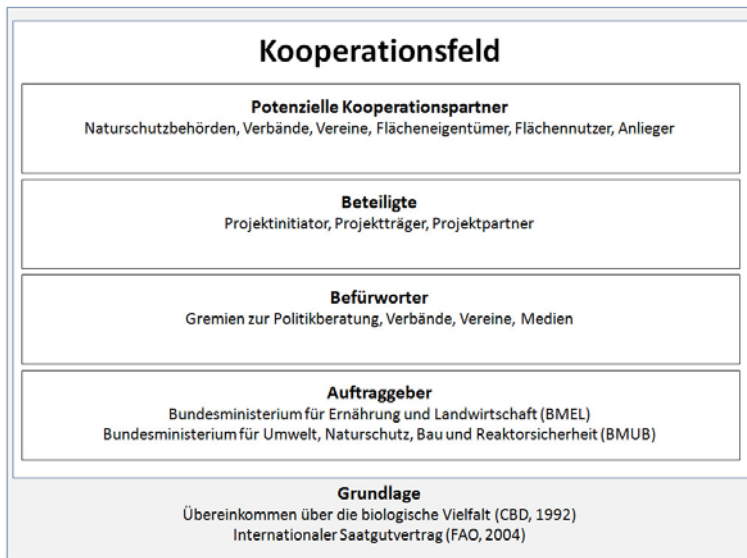 Kooperationsfeld
Potenzielle Kooperationspartner
Naturschutzbehörden, Verbände, Vereine, Flächeneigentümer, Flächennutzer, Anlieger
Beteiligte
Projektinitiator, Projektträger, Projektpartner
Befürworter
Gremien zur Politikberatung, Verbände, Vereine, Medien
Auftraggeber
Bundesministerium für Ernährung und Landwirtschaft (BMEL)
Bundesministerium für Umwelt, Naturschutz, Bau und Reaktorsicherheit (BMUB)
Grundlage
Übereinkommen über die biologische Vielfalt (CBD, 1992)
Internationaler Saatgutvertrag (FAO, 2004)